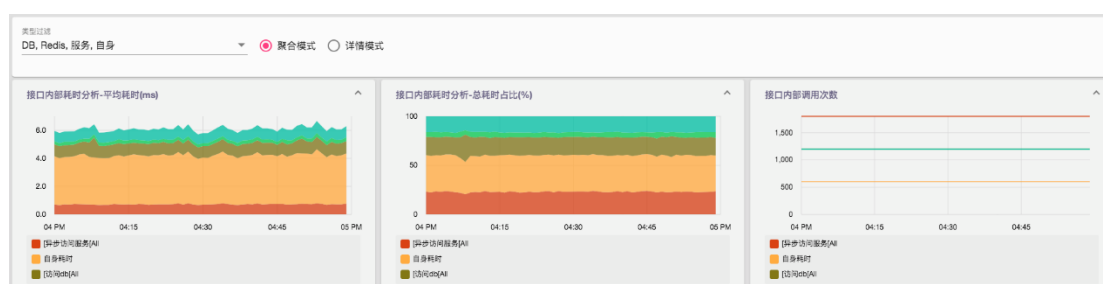 类型过滤
DB, Redis, 服务, 自身
聚合模式
详情模式
接口内部耗时分析-平均耗时(ms)
6.0
4.0
2.0
0.0
04 PM 04:15 04:30 04:45 05 PM
[异步访问服务]All
自身耗时
[访问db]All
接口内部耗时分析-总耗时占比(%)
100
50
0
04 PM 04:15 04:30 04:45 05 PM
[异步访问服务]All
自身耗时
[访问db]All
接口内部调用次数
1,500
1,000
500
0
04 PM 04:15 04:30 04:45
[异步访问服务]All
自身耗时
[访问db]All